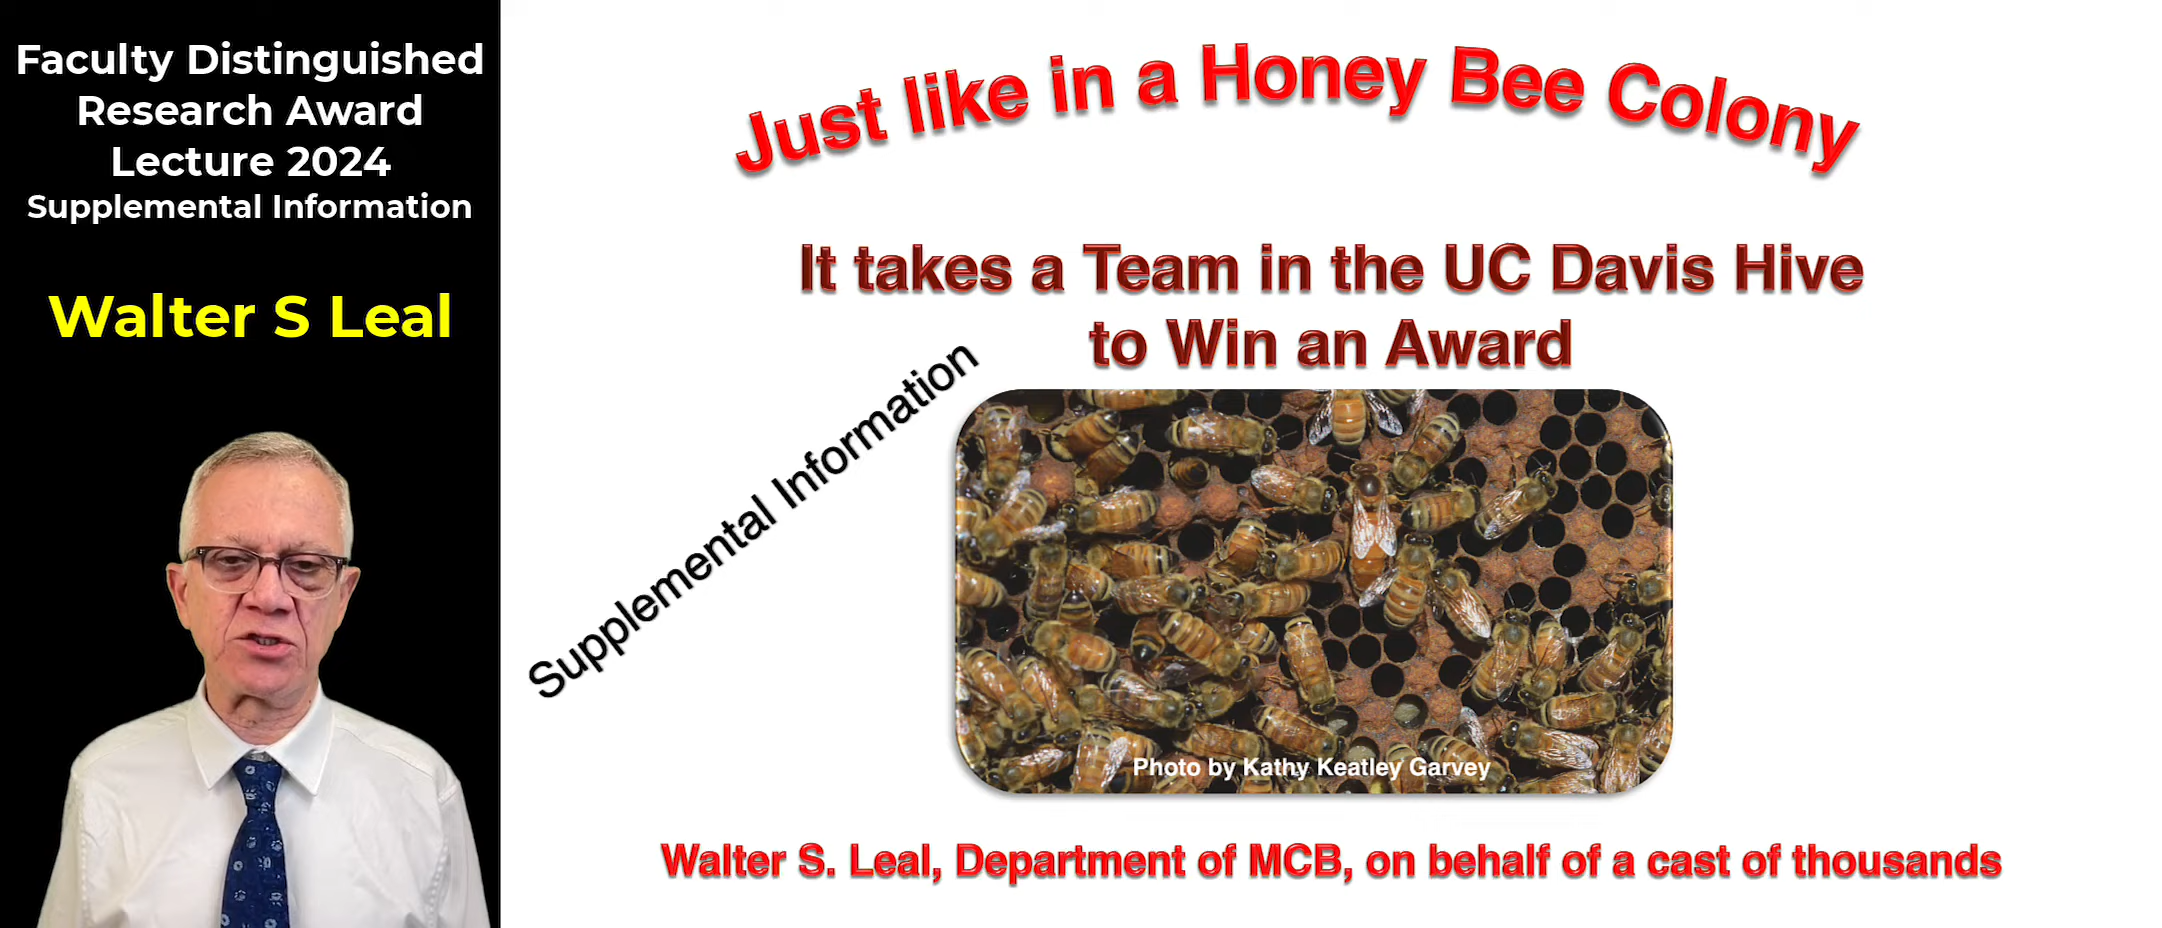 Faculty Distinguished
Research Award
Lecture 2024
Supplemental Information
Walter S Leal
Just like in a Honey Bee Colony
It takes a Team in the UC Davis Hive
to Win an Award
Supplemental Information
Photo by Kathy Keatley Garvey
Walter S. Leal, Department of MCB, on behalf of a cast of thousands